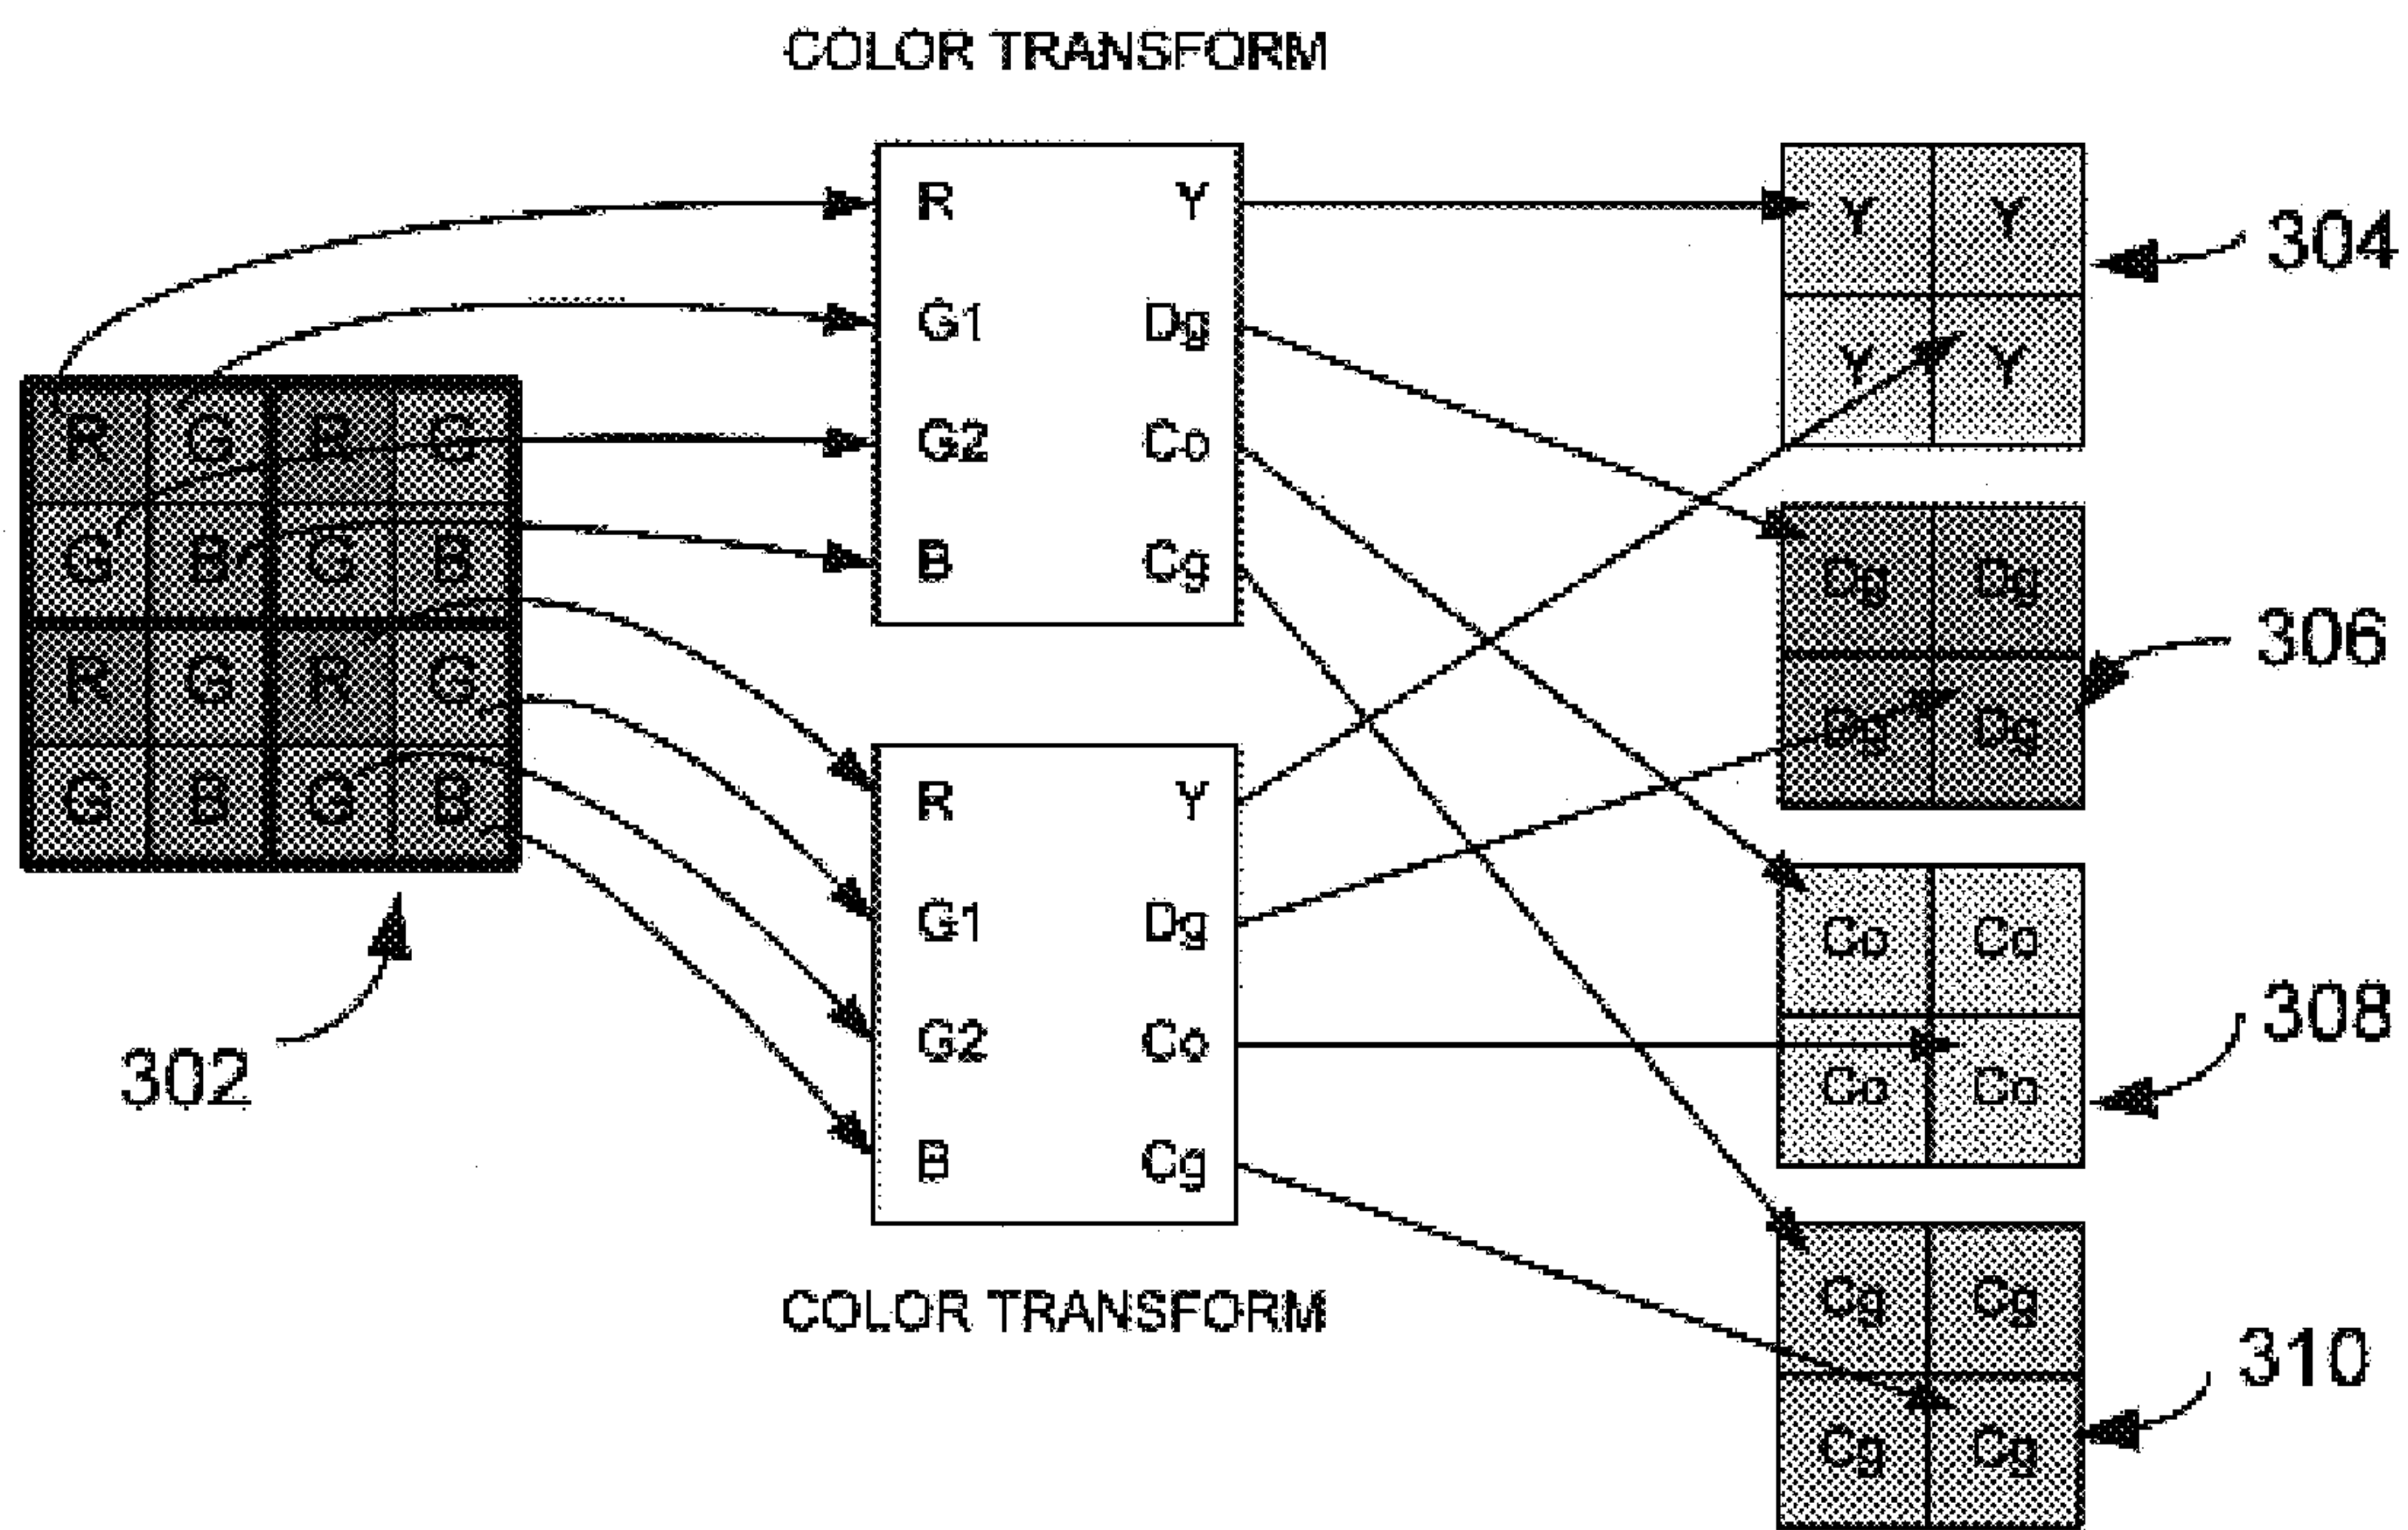 COLOR TRANSFORM
R G R G
G B G B
R G R G
G B G B
302
R Y
G1 Dg
G2 Co
B Cg
R Y
G1 Dg
G2 Co
B Cg
COLOR TRANSFORM
Y Y
Y Y
304
Dg Dg
Dg Dg
306
Co Co
Co Co
308
Cg Cg
Cg Cg
310